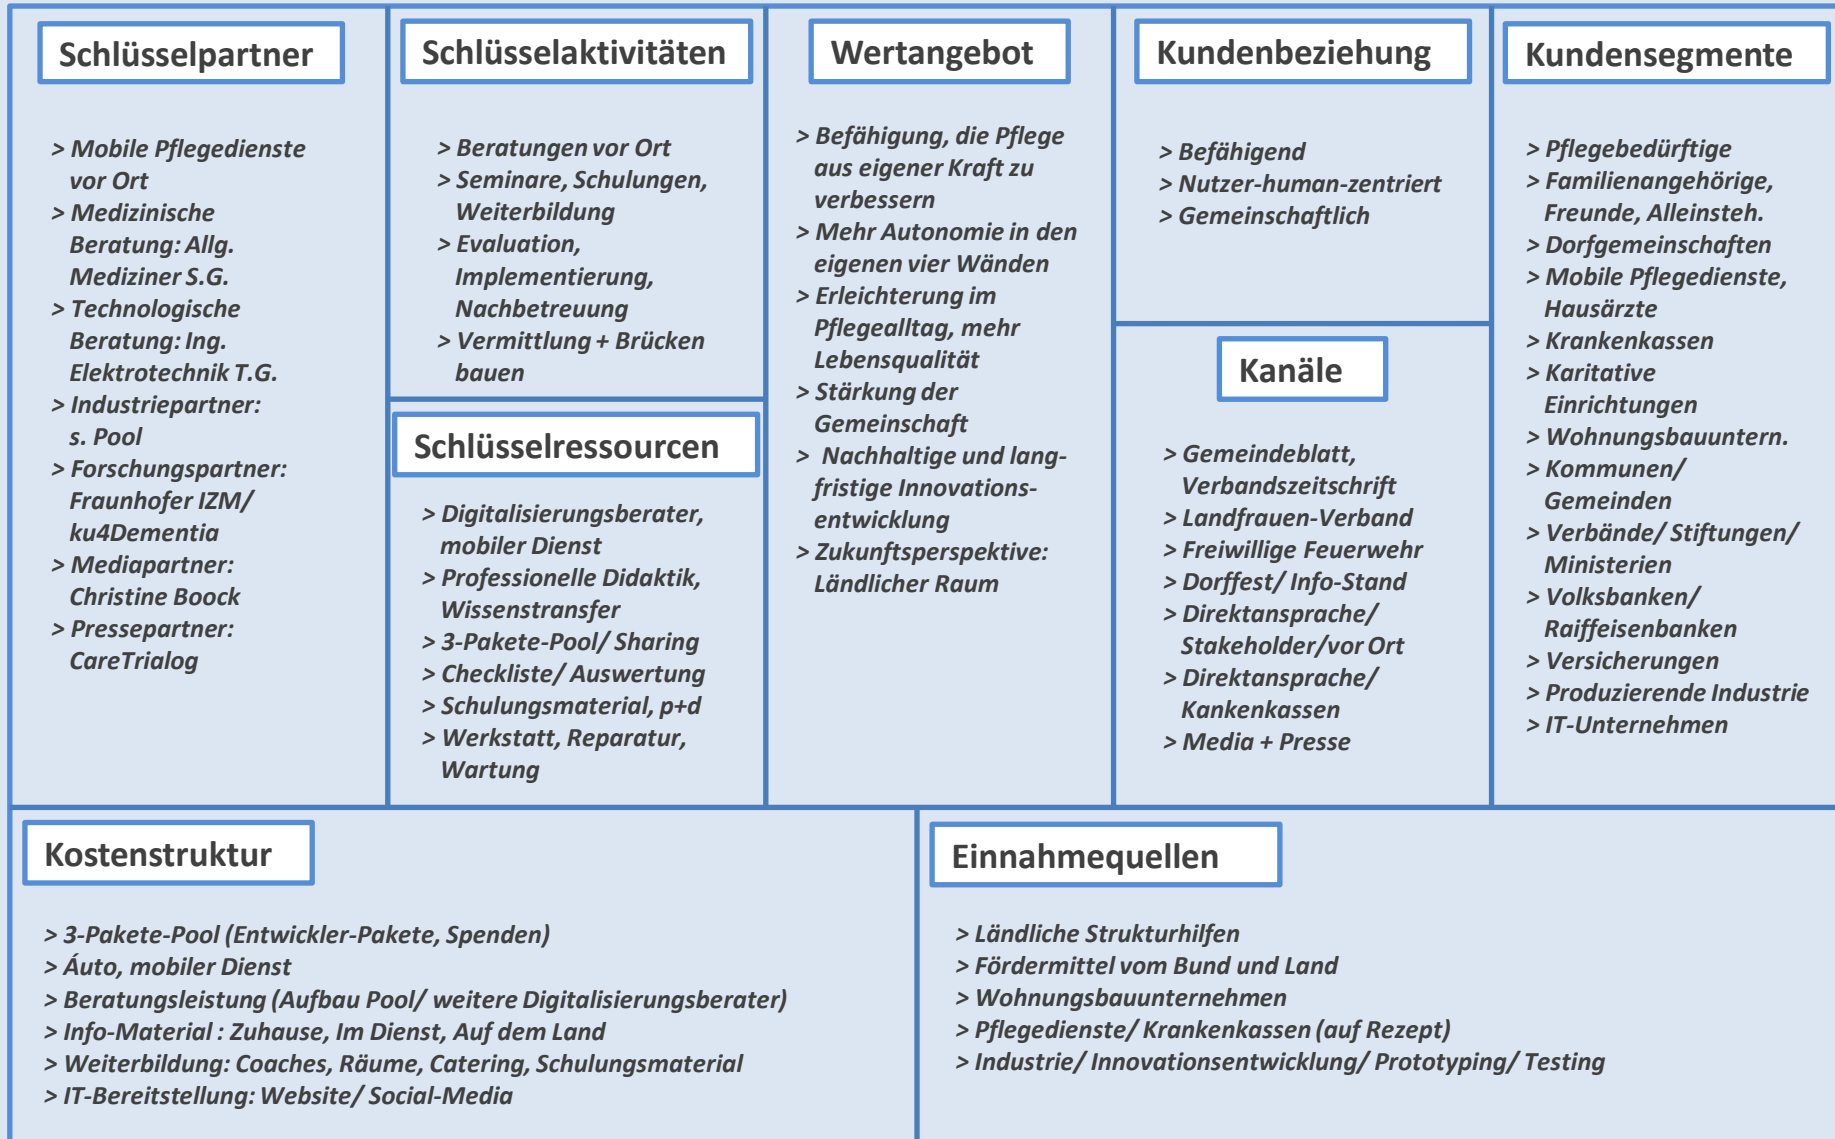 Schlüsselpartner
> Mobile Pflegedienste
vor Ort
> Medizinische
Beratung: Allg.
Mediziner S.G.
> Technologische
Beratung: Ing.
Elektrotechnik T.G.
> Industriepartner:
s. Pool
> Forschungspartner:
Fraunhofer IZM/
ku4Dementia
> Mediapartner:
Christine Boock
> Pressepartner:
CareTrialog
Schlüsselaktivitäten
> Beratungen vor Ort
> Seminare, Schulungen,
Weiterbildung
> Evaluation,
Implementierung,
Nachbetreuung
> Vermittlung + Brücken
bauen
Schlüsselressourcen
> Digitalisierungsberater,
mobiler Dienst
> Professionelle Didaktik,
Wissenstransfer
> 3-Pakete-Pool/ Sharing
> Checkliste/ Auswertung
> Schulungsmaterial, p+d
> Werkstatt, Reparatur,
Wartung
Wertangebot
> Befähigung, die Pflege
aus eigener Kraft zu
verbessern
> Mehr Autonomie in den
eigenen vier Wänden
> Erleichterung im
Pflegealltag, mehr
Lebensqualität
> Stärkung der
Gemeinschaft
> Nachhaltige und lang-
fristige Innovations-
entwicklung
> Zukunftsperspektive:
Ländlicher Raum
Kundenbeziehung
> Befähigend
> Nutzer-human-zentriert
> Gemeinschaftlich
Kanäle
> Gemeindeblatt,
Verbandszeitschrift
> Landfrauen-Verband
> Freiwillige Feuerwehr
> Dorffest/ Info-Stand
> Direktansprache/
Stakeholder/vor Ort
> Direktansprache/
Kankenkassen
> Media + Presse
Kundensegmente
> Pflegebedürftige
> Familienangehörige,
Freunde, Alleinsteh.
> Dorfgemeinschaften
> Mobile Pflegedienste,
Hausärzte
> Krankenkassen
> Karitative
Einrichtungen
> Wohnungsbauuntern.
> Kommunen/
Gemeinden
> Verbände/ Stiftungen/
Ministerien
> Volksbanken/
Raiffeisenbanken
> Versicherungen
> Produzierende Industrie
> IT-Unternehmen
Kostenstruktur
> 3-Pakete-Pool (Entwickler-Pakete, Spenden)
> Áuto, mobiler Dienst
> Beratungsleistung (Aufbau Pool/ weitere Digitalisierungsberater)
> Info-Material : Zuhause, Im Dienst, Auf dem Land
> Weiterbildung: Coaches, Räume, Catering, Schulungsmaterial
> IT-Bereitstellung: Website/ Social-Media
Einnahmequellen
> Ländliche Strukturhilfen
> Fördermittel vom Bund und Land
> Wohnungsbauunternehmen
> Pflegedienste/ Krankenkassen (auf Rezept)
> Industrie/ Innovationsentwicklung/ Prototyping/ Testing